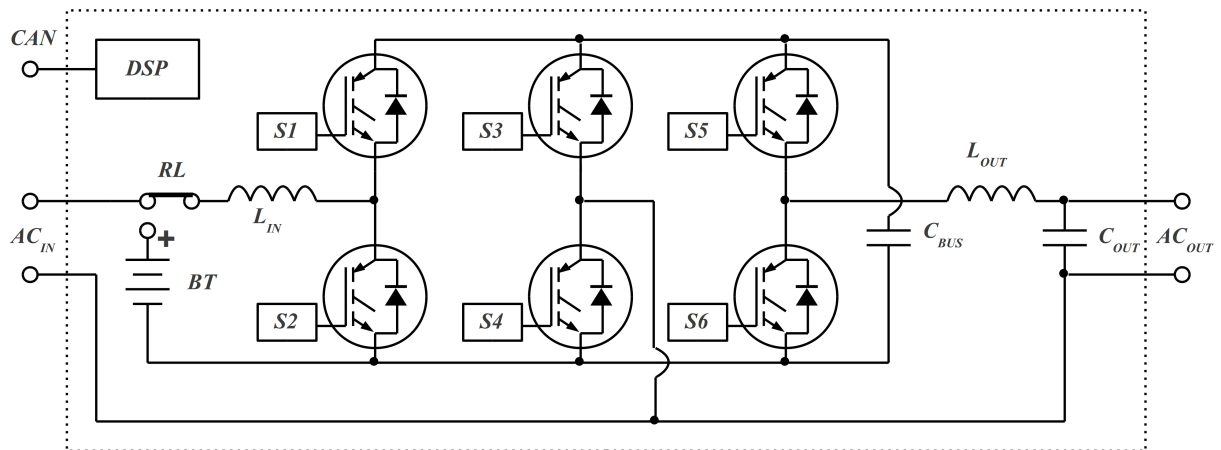 CAN
DSP
S1
S3
S5
RL
L_OUT
L_IN
AC_IN
+
BT
C_BUS
C_OUT
AC_OUT
S2
S4
S6